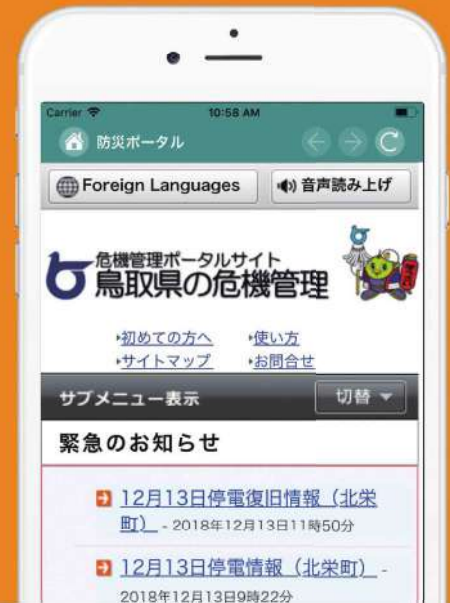 Carrier 10:58 AM
防災ポータル
Foreign Languages 音声読み上げ
危機管理ポータルサイト
鳥取県の危機管理
初めての方へ 使い方
サイトマップ お問合せ
サブメニュー表示 切替
緊急のお知らせ
12月13日停電復旧情報（北栄
町） - 2018年12月13日11時50分
12月13日停電情報（北栄町） -
2018年12月13日9時22分